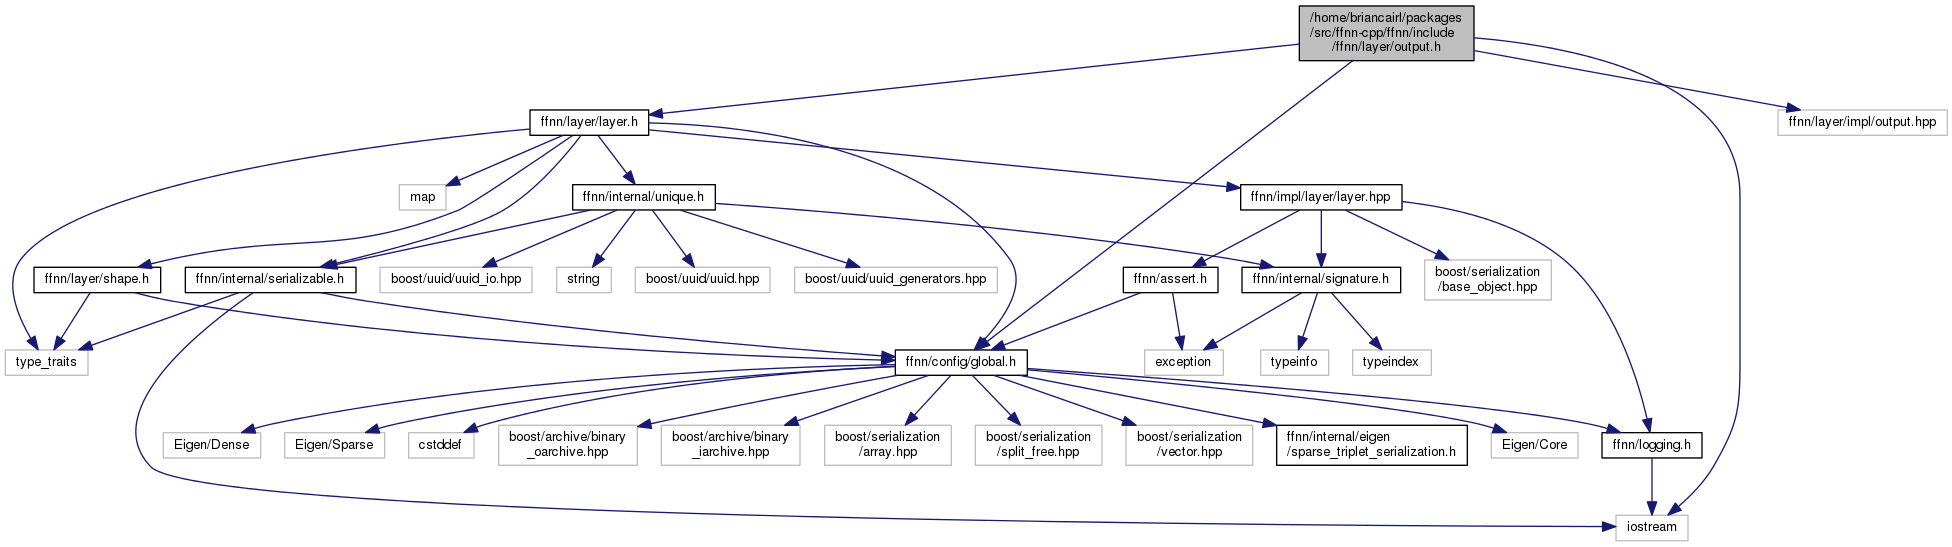 /home/briancairl/packages
/src/ffnn-cpp/ffnn/include
/ffnn/layer/output.h
ffnn/layer/layer.h
ffnn/layer/impl/output.hpp
map
ffnn/internal/unique.h
ffnn/impl/layer/layer.hpp
ffnn/layer/shape.h
ffnn/internal/serializable.h
boost/uuid/uuid_io.hpp
string
boost/uuid/uuid.hpp
boost/uuid/uuid_generators.hpp
ffnn/assert.h
ffnn/internal/signature.h
boost/serialization
/base_object.hpp
type_traits
ffnn/config/global.h
exception
typeinfo
typeindex
Eigen/Dense
Eigen/Sparse
cstddef
boost/archive/binary
_oarchive.hpp
boost/archive/binary
_iarchive.hpp
boost/serialization
/array.hpp
boost/serialization
/split_free.hpp
boost/serialization
/vector.hpp
ffnn/internal/eigen
/sparse_triplet_serialization.h
Eigen/Core
ffnn/logging.h
iostream